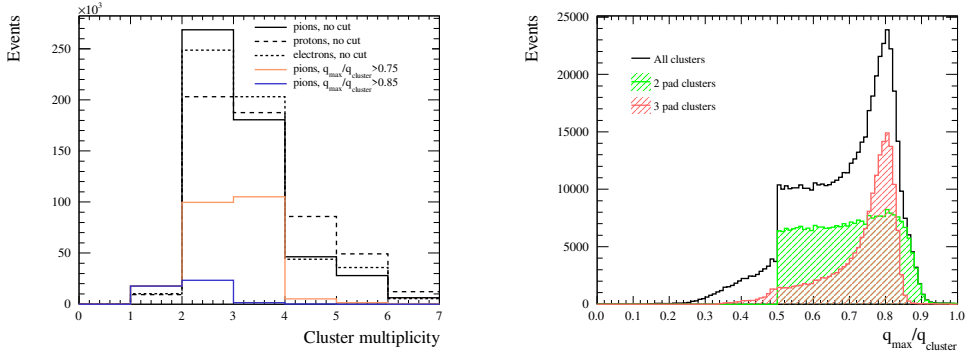 ×10³
Events
250
200
150
100
50
0
0 1 2 3 4 5 6 7
Cluster multiplicity
pions, no cut
protons, no cut
electrons, no cut
pions, q_max/q_cluster>0.75
pions, q_max/q_cluster>0.85
Events
25000
20000
15000
10000
5000
0
0.0 0.1 0.2 0.3 0.4 0.5 0.6 0.7 0.8 0.9 1.0
q_max/q_cluster
All clusters
2 pad clusters
3 pad clusters